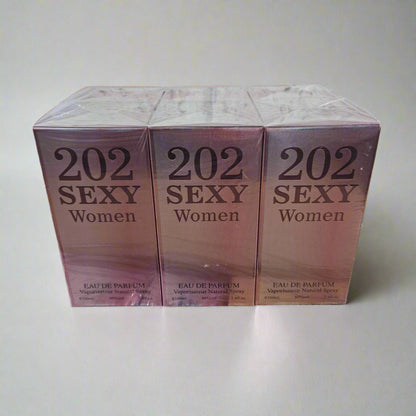 202
SEXY
Women
EAU DE PARFUM
Vaporisateur Natural Spray
202
SEXY
Women
EAU DE PARFUM
Vaporisateur Natural Spray
202
SEXY
Women
EAU DE PARFUM
Vaporisateur Natural Spray